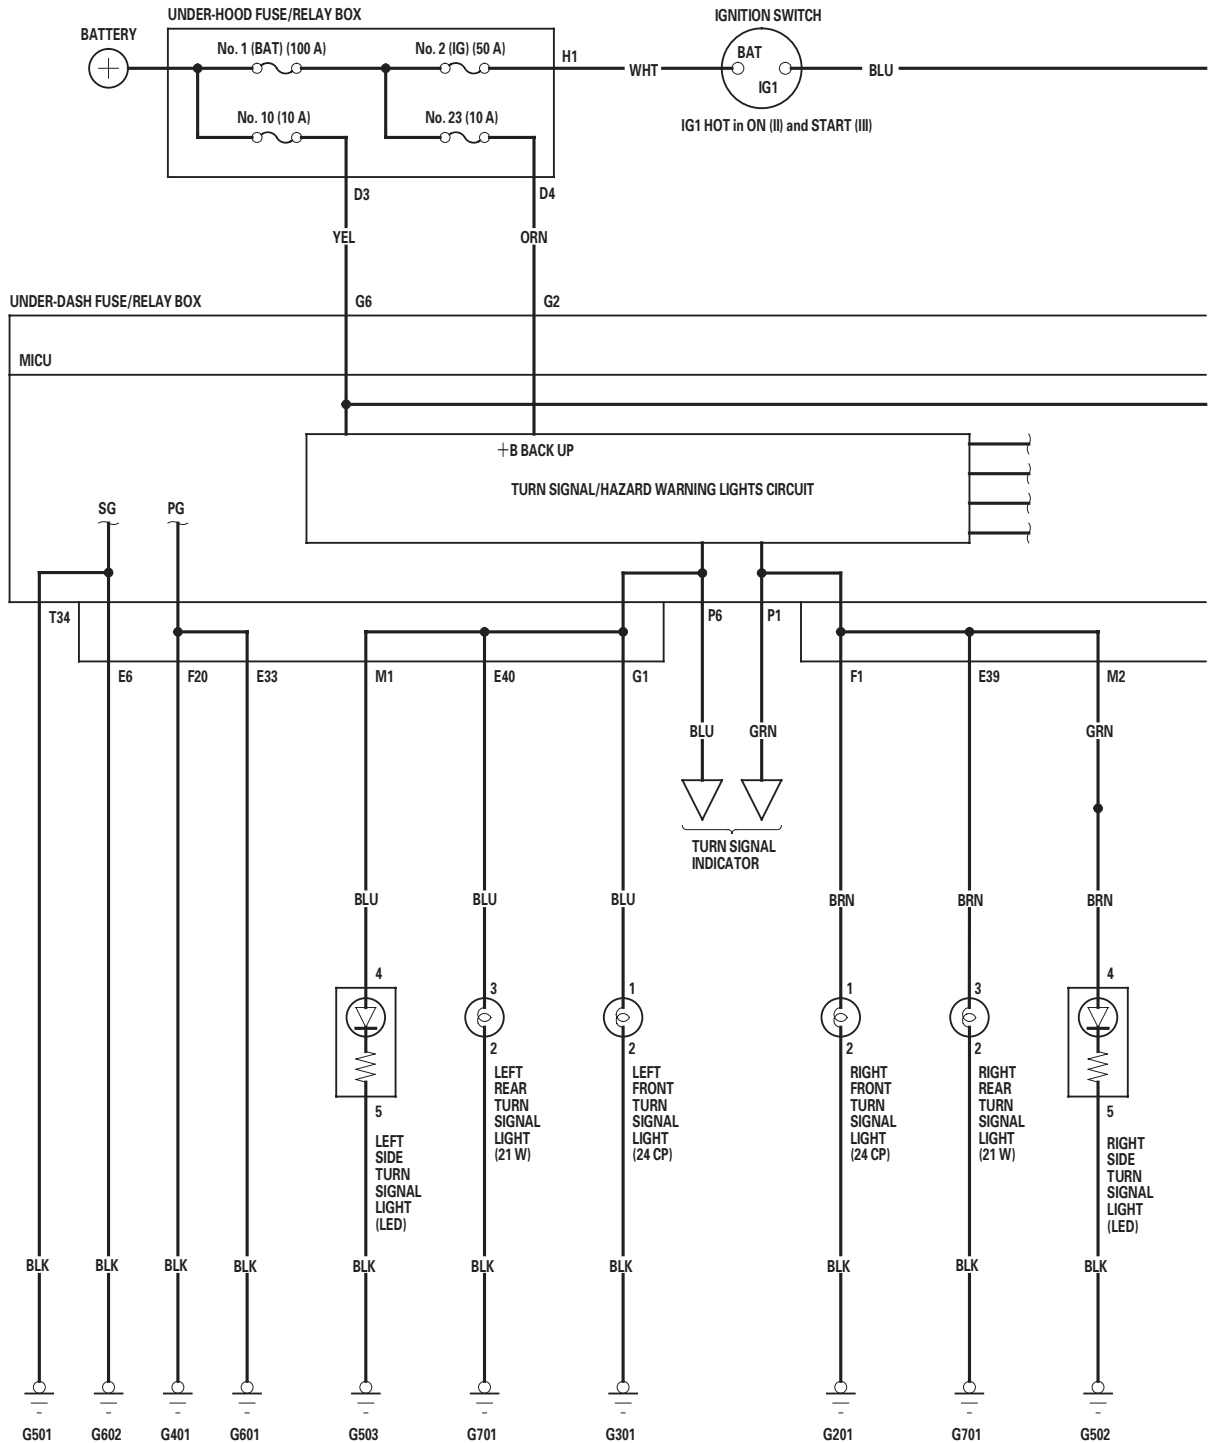 UNDER-HOOD FUSE/RELAY BOX
IGNITION SWITCH
BATTERY
No. 1 (BAT) (100 A)
No. 2 (IG) (50 A)
H1
WHT
BAT
IG1
BLU
No. 10 (10 A)
No. 23 (10 A)
IG1 HOT in ON (II) and START (III)
D3
D4
YEL
ORN
UNDER-DASH FUSE/RELAY BOX
G6
G2
MICU
+B BACK UP
TURN SIGNAL/HAZARD WARNING LIGHTS CIRCUIT
SG
PG
T34
P6
P1
E6
F20
E33
M1
E40
G1
F1
E39
M2
BLU
GRN
GRN
TURN SIGNAL
INDICATOR
BLU
BLU
BLU
BRN
BRN
BRN
4
3
1
1
3
4
2
2
2
2
5
5
LEFT
SIDE
TURN
SIGNAL
LIGHT
(LED)
LEFT
REAR
TURN
SIGNAL
LIGHT
(21 W)
LEFT
FRONT
TURN
SIGNAL
LIGHT
(24 CP)
RIGHT
FRONT
TURN
SIGNAL
LIGHT
(24 CP)
RIGHT
REAR
TURN
SIGNAL
LIGHT
(21 W)
RIGHT
SIDE
TURN
SIGNAL
LIGHT
(LED)
BLK
BLK
BLK
BLK
BLK
BLK
BLK
BLK
BLK
BLK
G501
G602
G401
G601
G503
G701
G301
G201
G701
G502